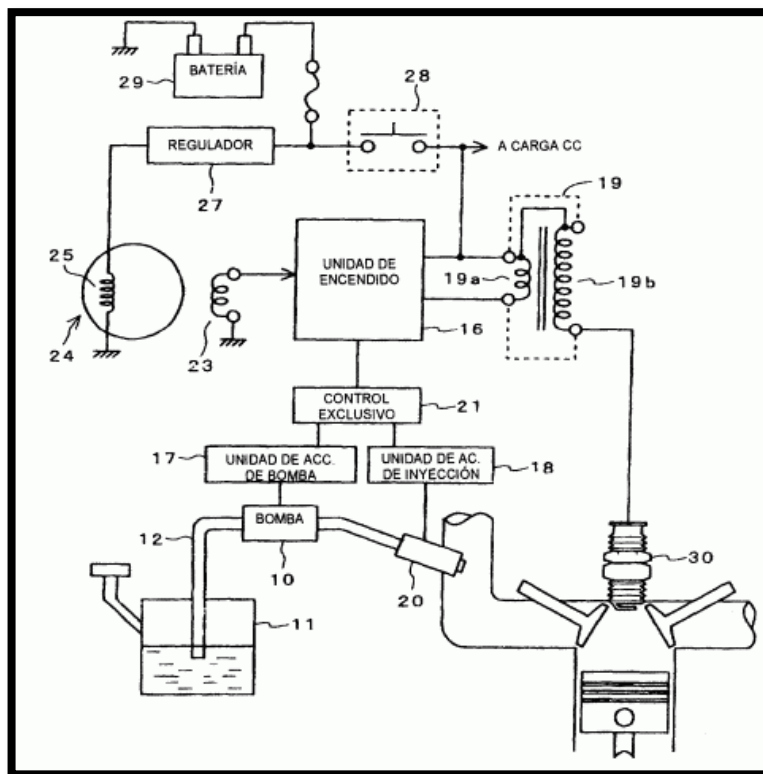 28
BATERÍA
29
REGULADOR
A CARGA CC
27
19
25
UNIDAD DE
ENCENDIDO
19a
19b
24
23
16
CONTROL
EXCLUSIVO
21
17
UNIDAD DE ACC.
DE BOMBA
UNIDAD DE AC.
DE INYECCIÓN
18
12
BOMBA
10
20
30
11